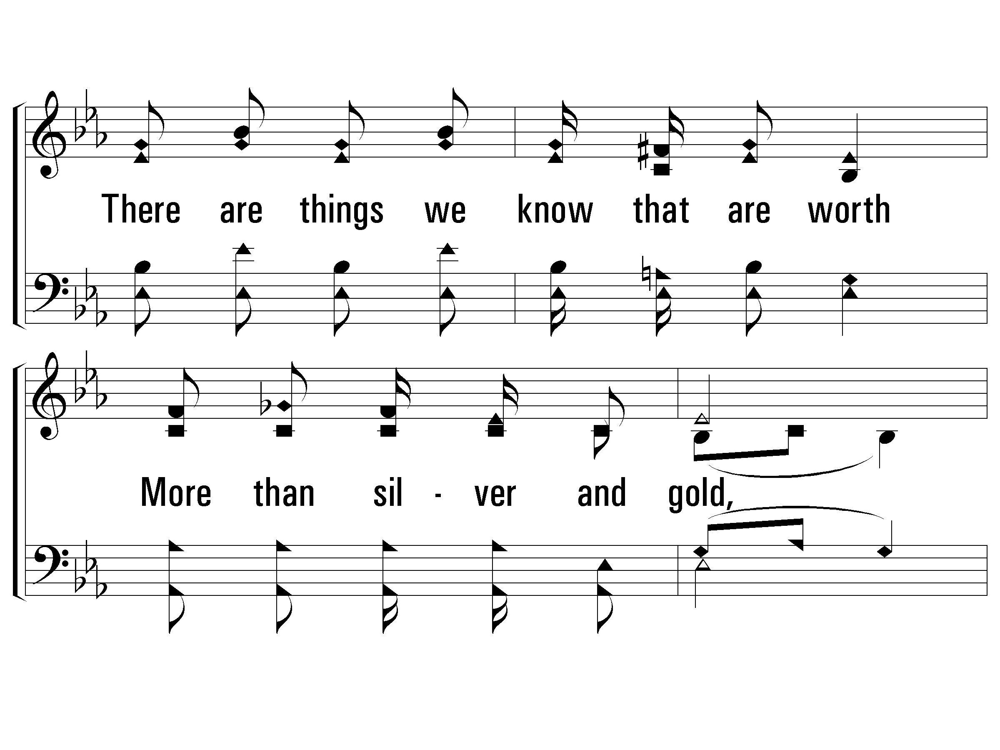 There are things we know that are worth
More than sil - ver and gold,